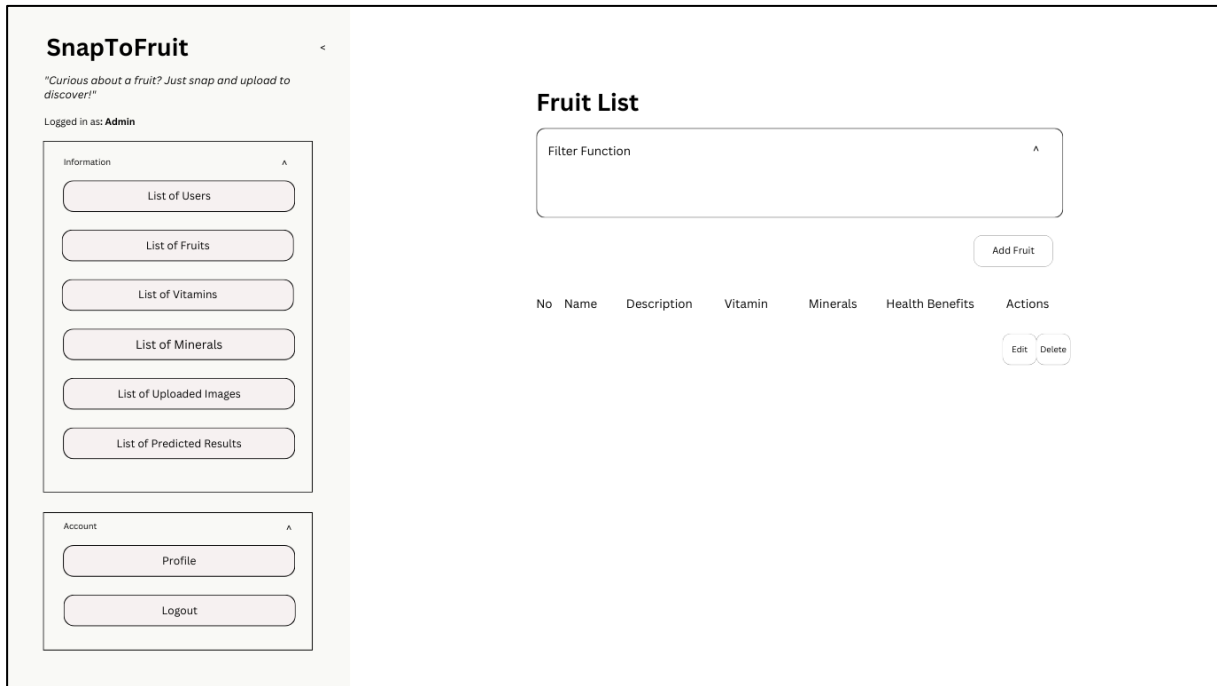 SnapToFruit <
"Curious about a fruit? Just snap and upload to
discover!"
Logged in as: Admin
Information ^
List of Users
List of Fruits
List of Vitamins
List of Minerals
List of Uploaded Images
List of Predicted Results
Account ^
Profile
Logout
Fruit List
Filter Function ^
Add Fruit
No Name Description Vitamin Minerals Health Benefits Actions
Edit Delete